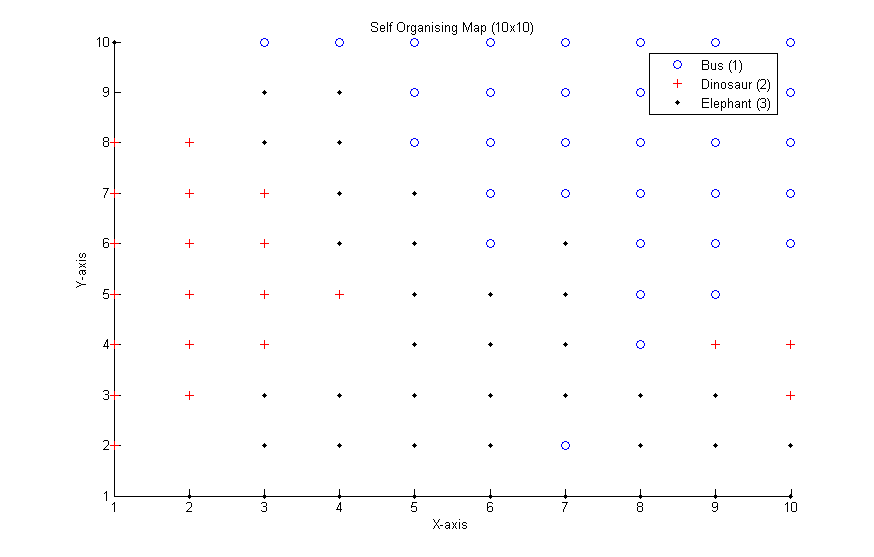 Self Organising Map (10x10)
Bus (1)
Dinosaur (2)
Elephant (3)
10
9
8
7
6
5
4
3
2
1
Y-axis
1 2 3 4 5 6 7 8 9 10
X-axis